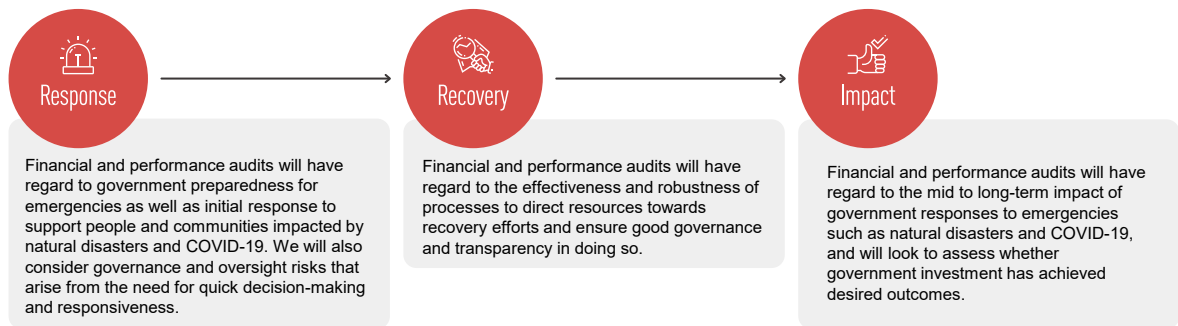 Response
Financial and performance audits will have
regard to government preparedness for
emergencies as well as initial response to
support people and communities impacted by
natural disasters and COVID-19. We will also
consider governance and oversight risks that
arise from the need for quick decision-making
and responsiveness.
Recovery
Financial and performance audits will have
regard to the effectiveness and robustness of
processes to direct resources towards
recovery efforts and ensure good governance
and transparency in doing so.
Impact
Financial and performance audits will have
regard to the mid to long-term impact of
government responses to emergencies
such as natural disasters and COVID-19,
and will look to assess whether
government investment has achieved
desired outcomes.